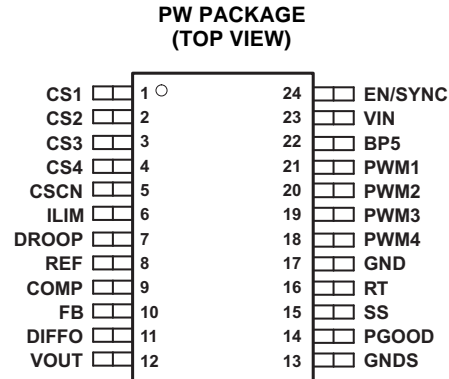 PW PACKAGE
(TOP VIEW)
CS1 1 24 EN/SYNC
CS2 2 23 VIN
CS3 3 22 BP5
CS4 4 21 PWM1
CSCN 5 20 PWM2
ILIM 6 19 PWM3
DROOP 7 18 PWM4
REF 8 17 GND
COMP 9 16 RT
FB 10 15 SS
DIFFO 11 14 PGOOD
VOUT 12 13 GNDS